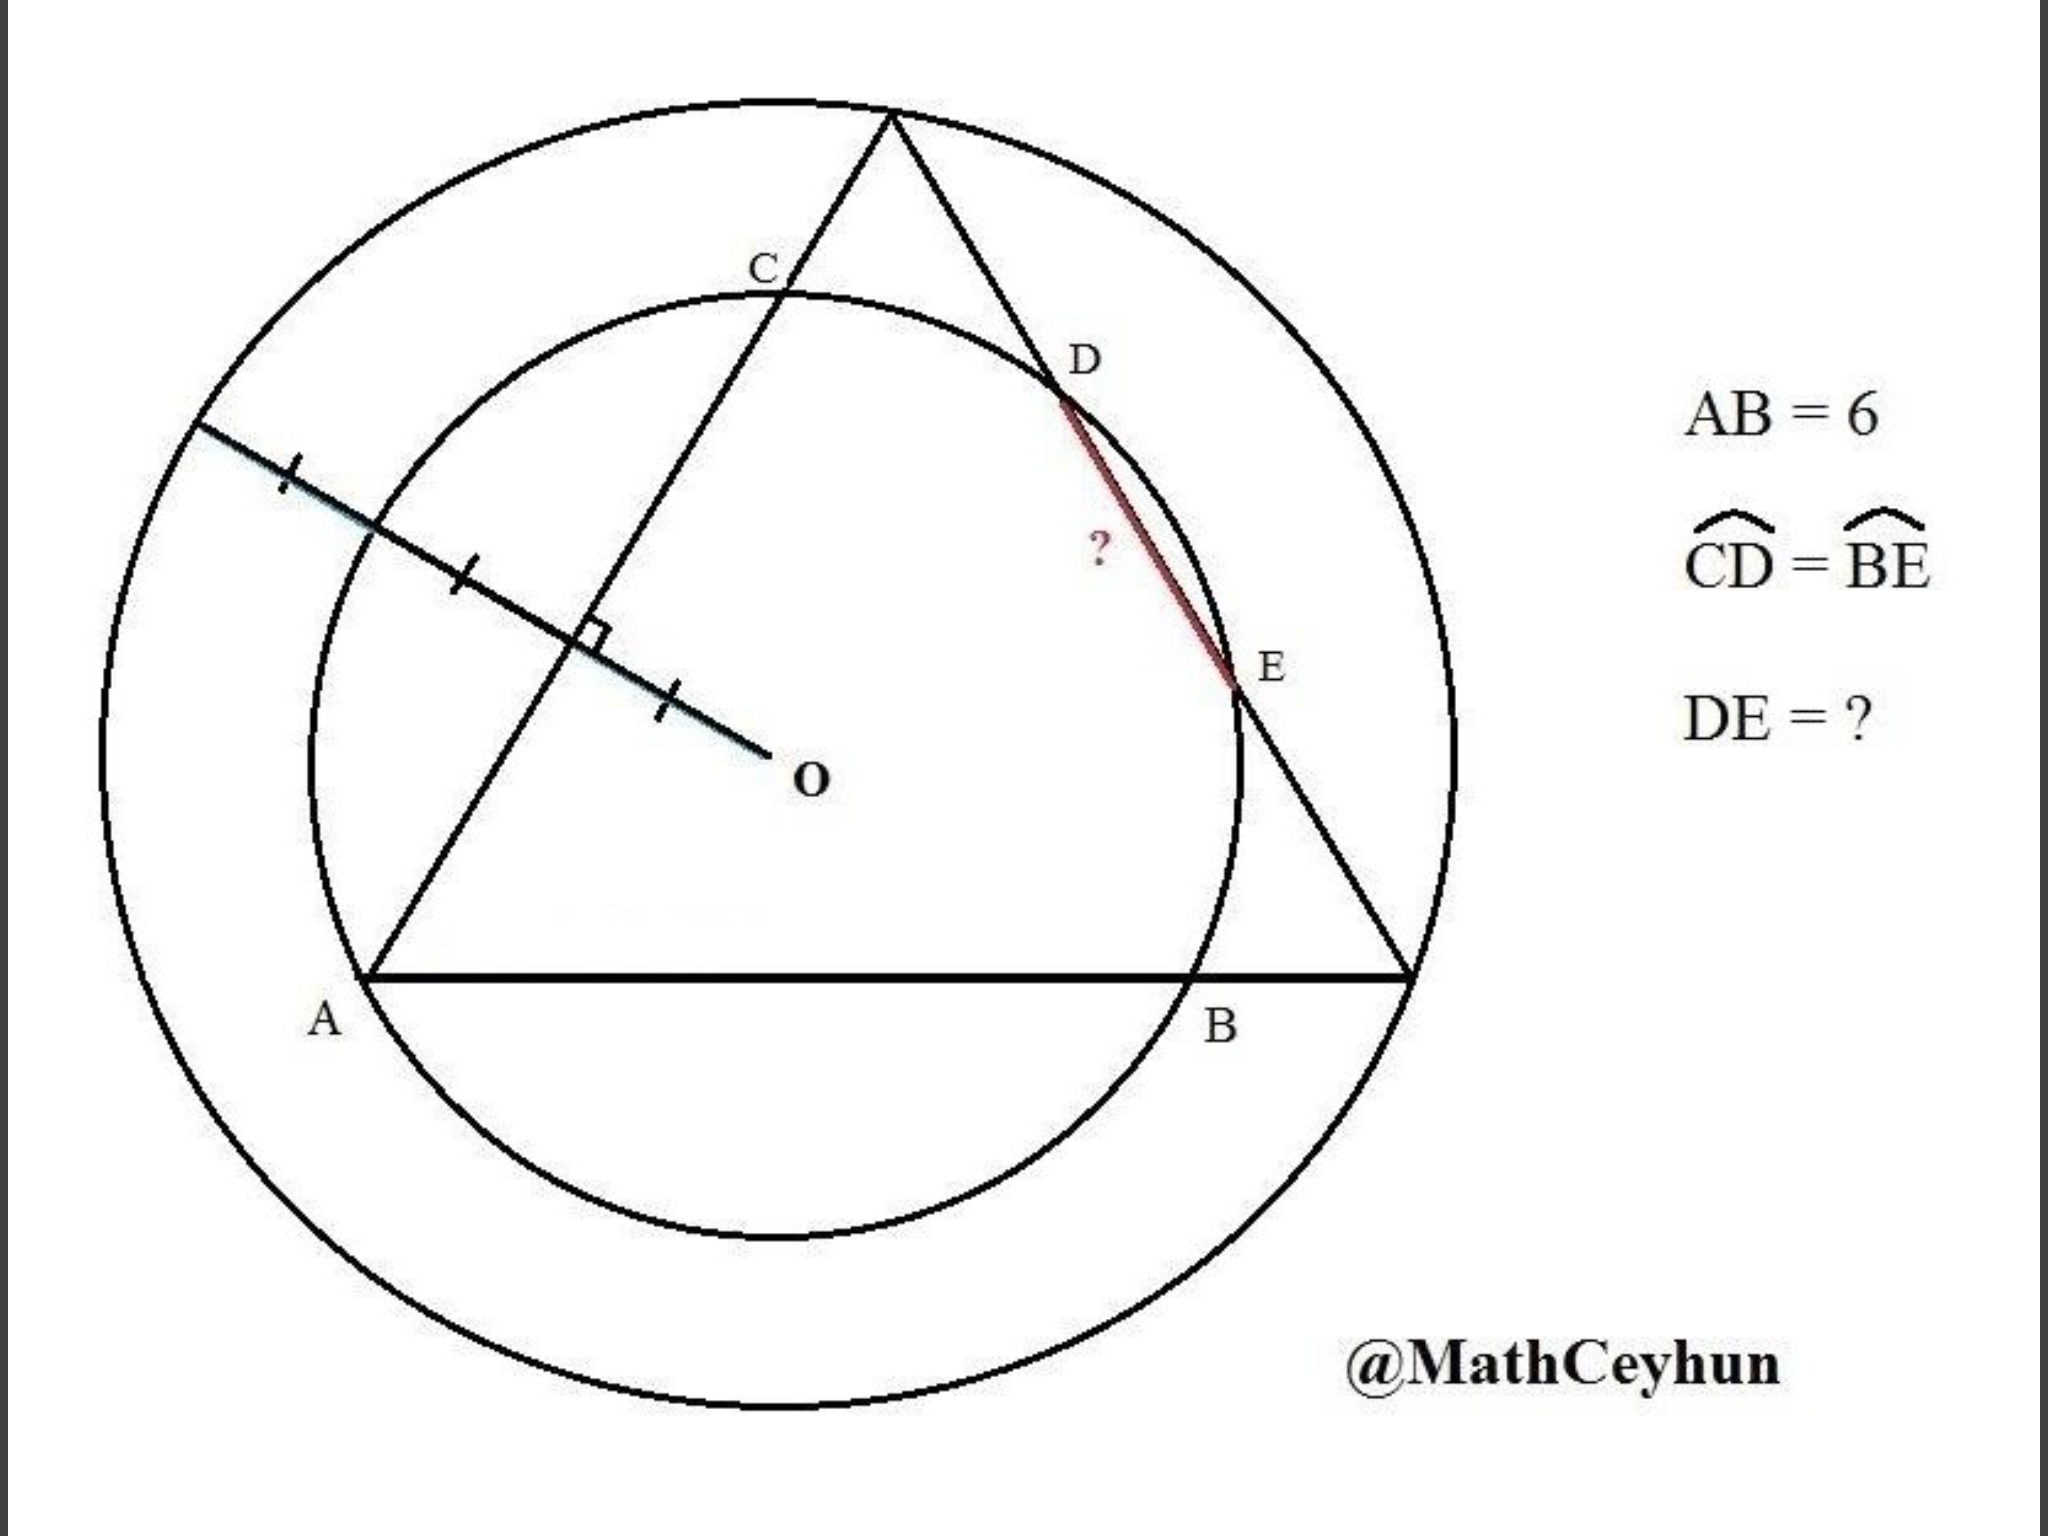 C
D
AB = 6
?
CD = BE
E
DE = ?
O
A
B
@MathCeyhun